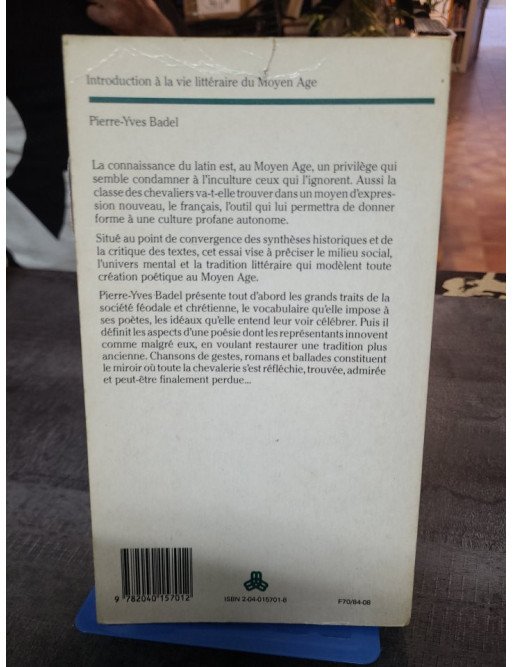 Introduction à la vie littéraire du Moyen Age
Pierre-Yves Badel
La connaissance du latin est, au Moyen Age, un privilège qui
semble condamner à l'inculture ceux qui l'ignorent. Aussi la
classe des chevaliers va-t-elle trouver dans un moyen d'expres-
sion nouveau, le français, l'outil qui lui permettra de donner
forme à une culture profane autonome.
Situé au point de convergence des synthèses historiques et de
la critique des textes, cet essai vise à préciser le milieu social,
l'univers mental et la tradition littéraire qui modèlent toute
création poétique au Moyen Age.
Pierre-Yves Badel présente tout d'abord les grands traits de la
société féodale et chrétienne, le vocabulaire qu'elle impose à
ses poètes, les idéaux qu'elle entend leur voir célébrer. Puis il
définit les aspects d'une poésie dont les représentants innovent
comme malgré eux, en voulant restaurer une tradition plus
ancienne. Chansons de gestes, romans et ballades constituent
le miroir où toute la chevalerie s'est réfléchie, trouvée, admirée
et peut-être finalement perdue...
9 782040 157012
ISBN 2-04-015701-8
F70/84-08